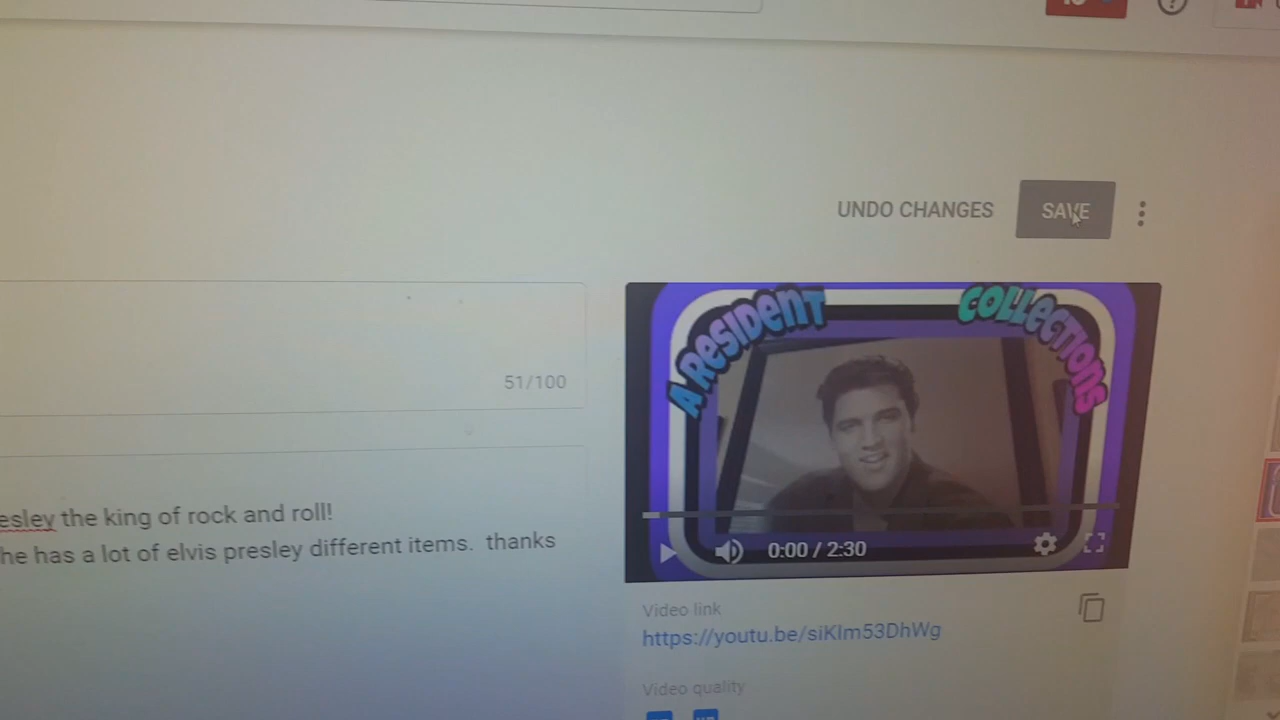 UNDO CHANGES
SAVE
A RESIDENT
COLLECTIONS
51/100
esley the king of rock and roll!
he has a lot of elvis presley different items. thanks
0:00 / 2:30
Video link
https://youtu.be/siKlm53DhWg
Video quality